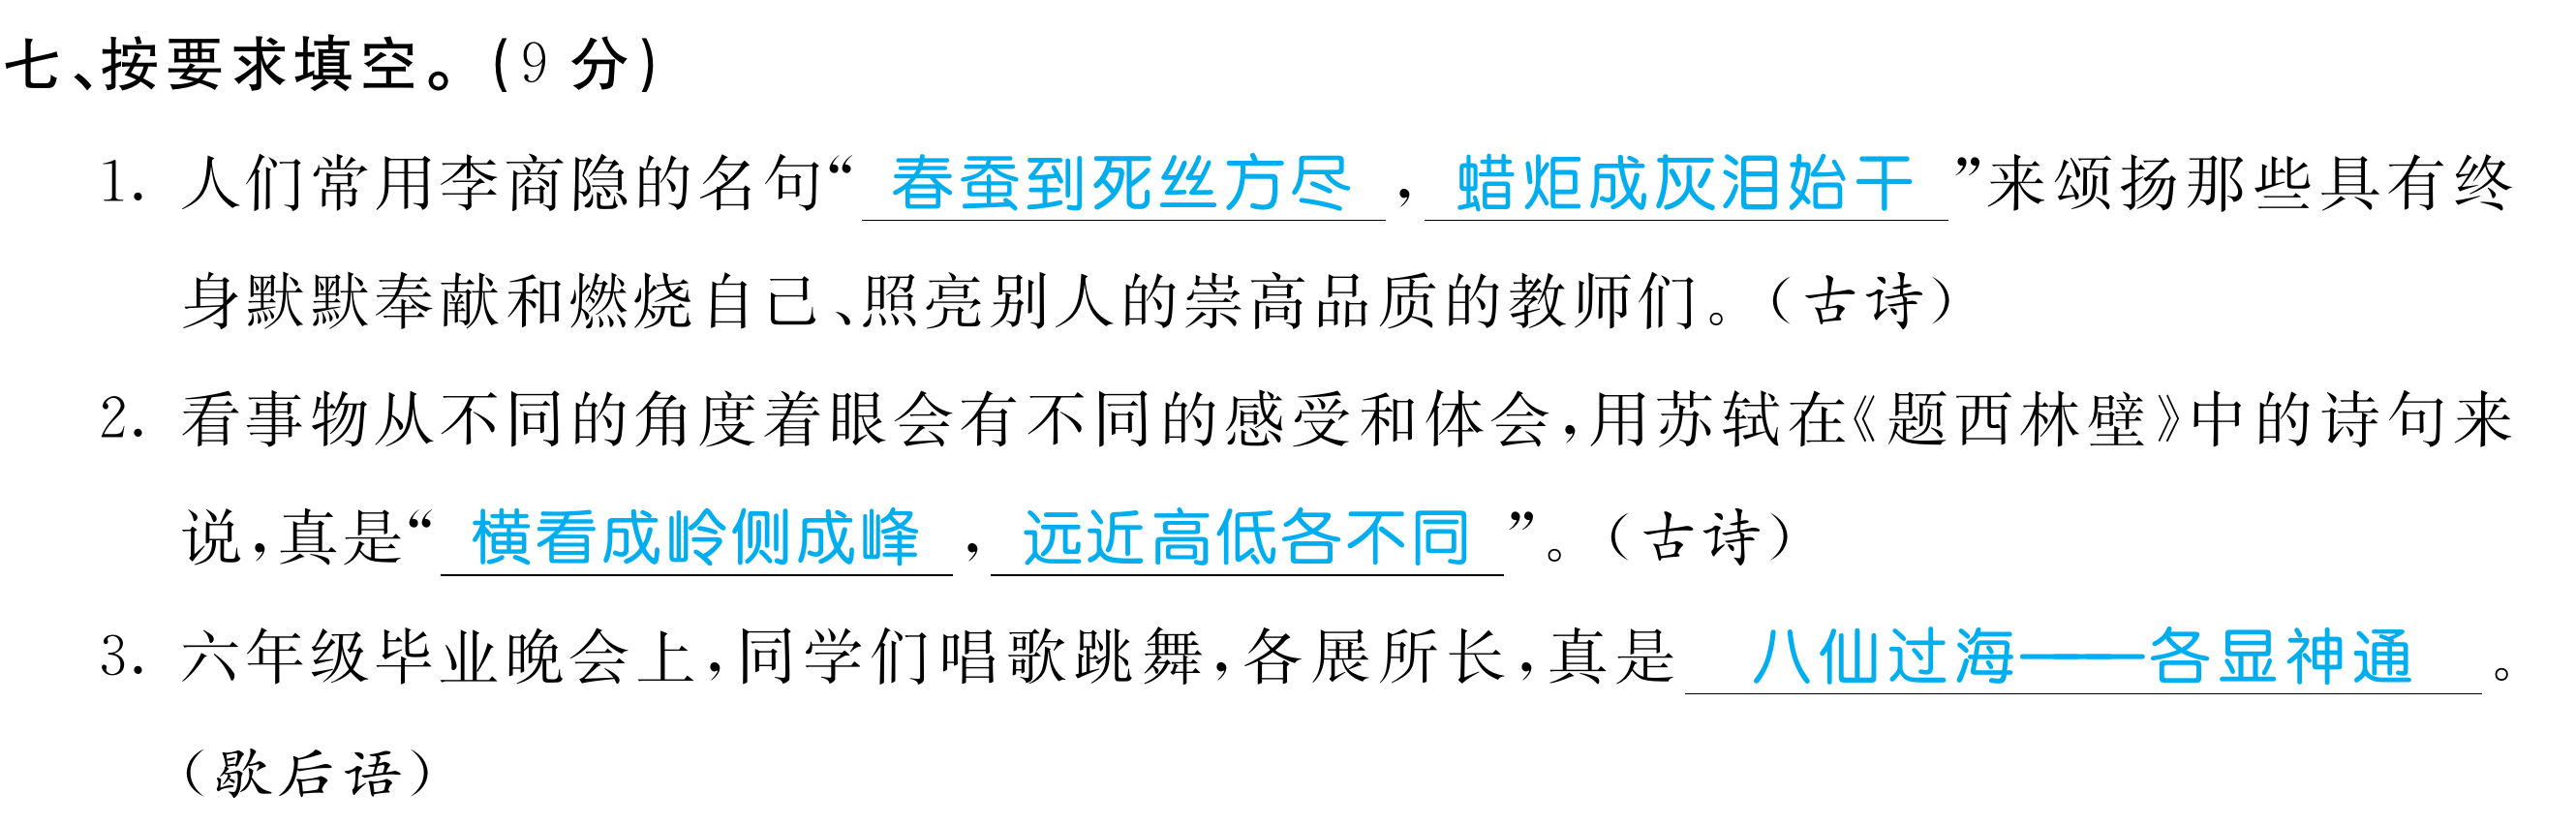 七、按要求填空。(9 分)
1. 人们常用李商隐的名句“春蚕到死丝方尽，蜡炬成灰泪始干”来颂扬那些具有终
身默默奉献和燃烧自己、照亮别人的崇高品质的教师们。(古诗)
2. 看事物从不同的角度着眼会有不同的感受和体会,用苏轼在《题西林壁》中的诗句来
说,真是“横看成岭侧成峰，远近高低各不同”。(古诗)
3. 六年级毕业晚会上,同学们唱歌跳舞,各展所长,真是八仙过海——各显神通。
(歇后语)